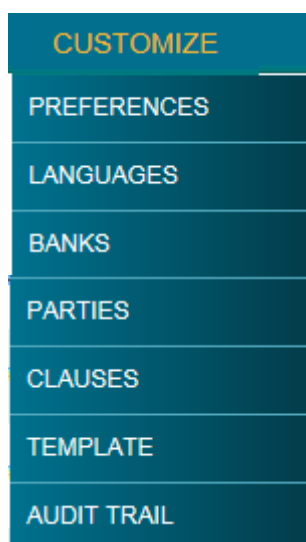 CUSTOMIZE
PREFERENCES
LANGUAGES
BANKS
PARTIES
CLAUSES
TEMPLATE
AUDIT TRAIL